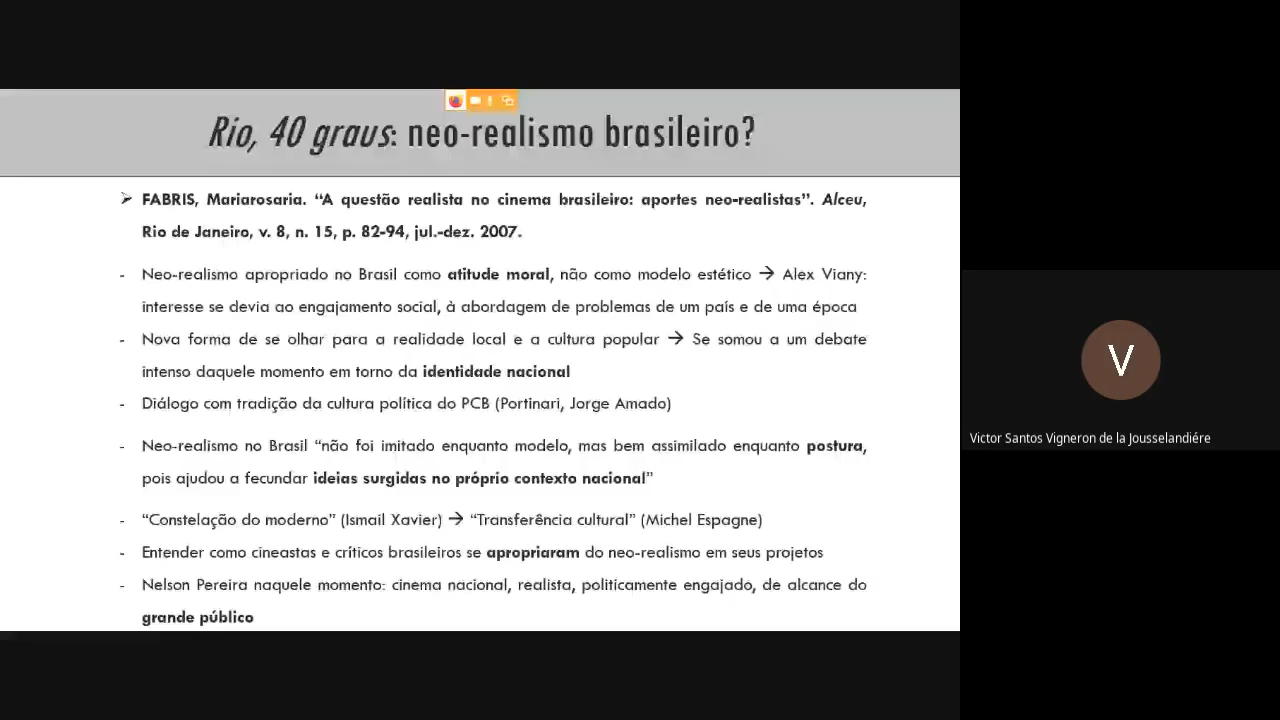 Rio, 40 graus: neo-realismo brasileiro?
➢ FABRIS, Mariarosaria. “A questão realista no cinema brasileiro: aportes neo-realistas”. Alceu,
Rio de Janeiro, v. 8, n. 15, p. 82-94, jul.-dez. 2007.
- Neo-realismo apropriado no Brasil como atitude moral, não como modelo estético → Alex Viany:
interesse se devia ao engajamento social, à abordagem de problemas de um país e de uma época
- Nova forma de se olhar para a realidade local e a cultura popular → Se somou a um debate
intenso daquele momento em torno da identidade nacional
- Diálogo com tradição da cultura política do PCB (Portinari, Jorge Amado)
- Neo-realismo no Brasil “não foi imitado enquanto modelo, mas bem assimilado enquanto postura,
pois ajudou a fecundar ideias surgidas no próprio contexto nacional”
- “Constelação do moderno” (Ismail Xavier) → “Transferência cultural” (Michel Espagne)
- Entender como cineastas e críticos brasileiros se apropriaram do neo-realismo em seus projetos
- Nelson Pereira naquele momento: cinema nacional, realista, politicamente engajado, de alcance do
grande público
V
Victor Santos Vigneron de la Jousselandiére